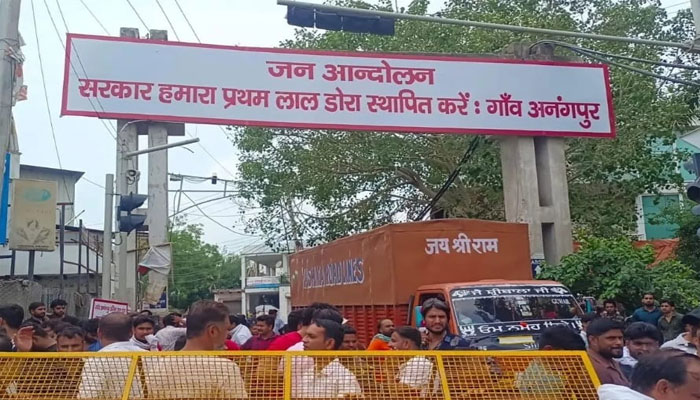 जन आन्दोलन
सरकार हमारा प्रथम लाल डोरा स्थापित करें : गाँव अनंगपुर
जय श्री राम